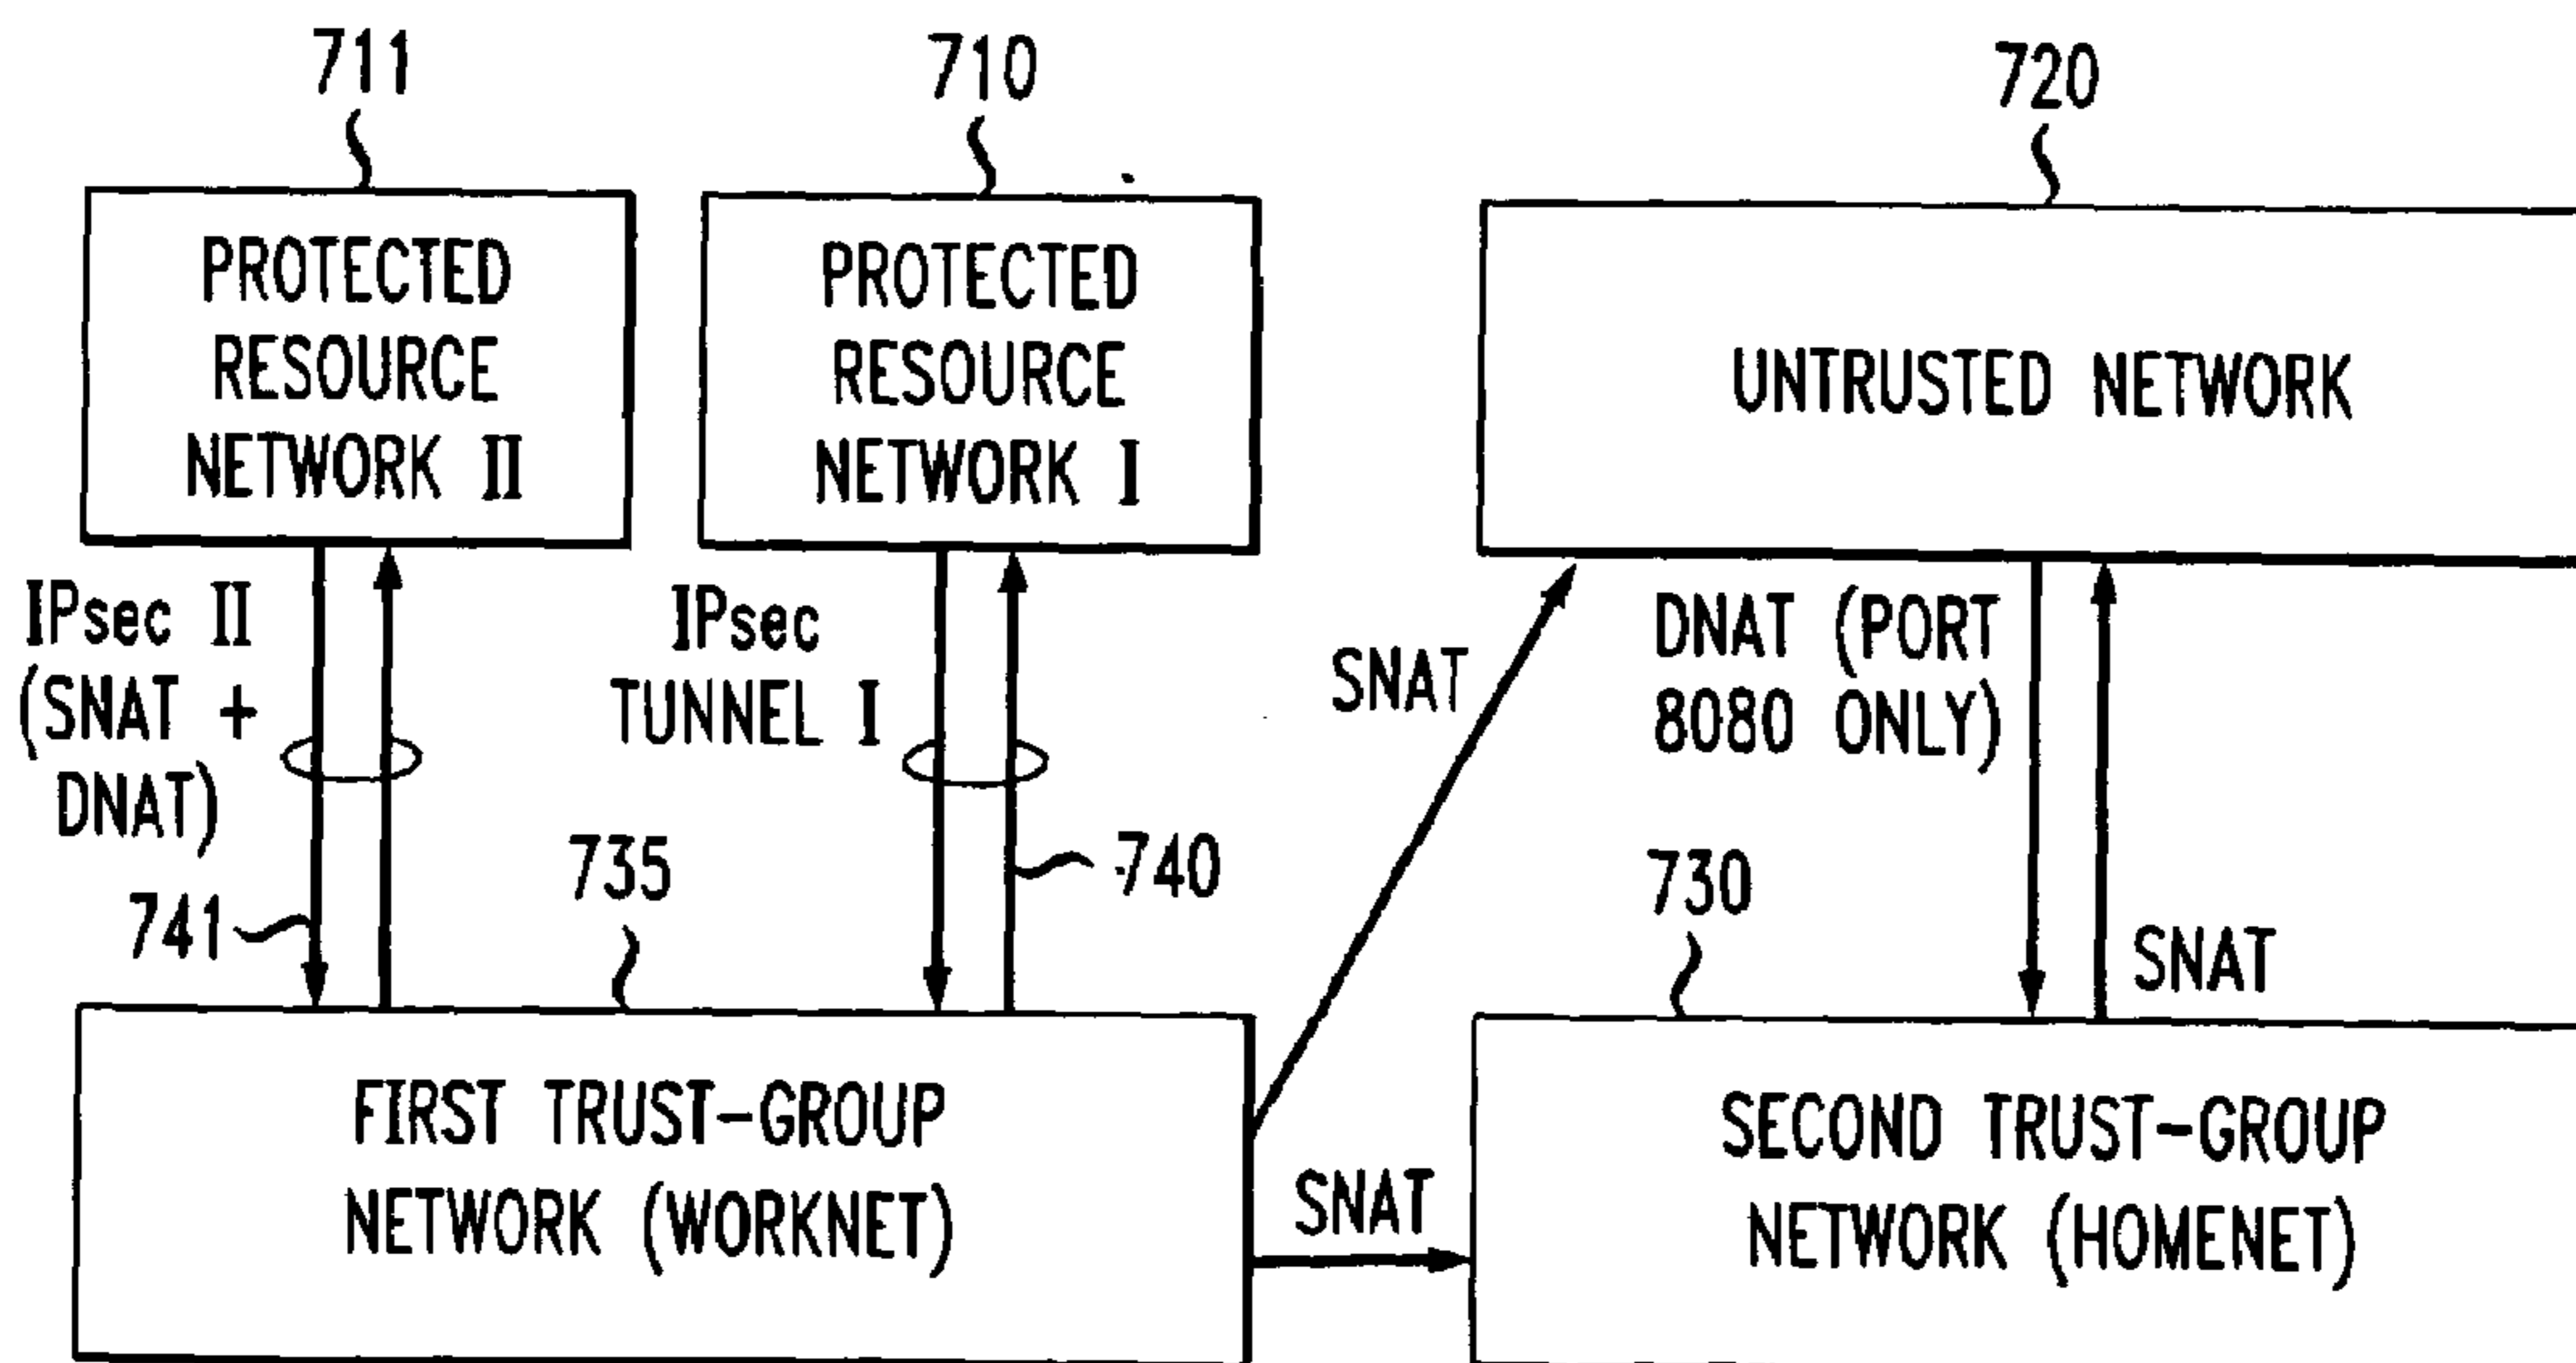 711
710
720
PROTECTED
RESOURCE
NETWORK II
PROTECTED
RESOURCE
NETWORK I
UNTRUSTED NETWORK
IPsec II
(SNAT +
DNAT)
IPsec
TUNNEL I
SNAT
DNAT (PORT
8080 ONLY)
741
735
740
730
SNAT
FIRST TRUST-GROUP
NETWORK (WORKNET)
SNAT
SECOND TRUST-GROUP
NETWORK (HOMENET)